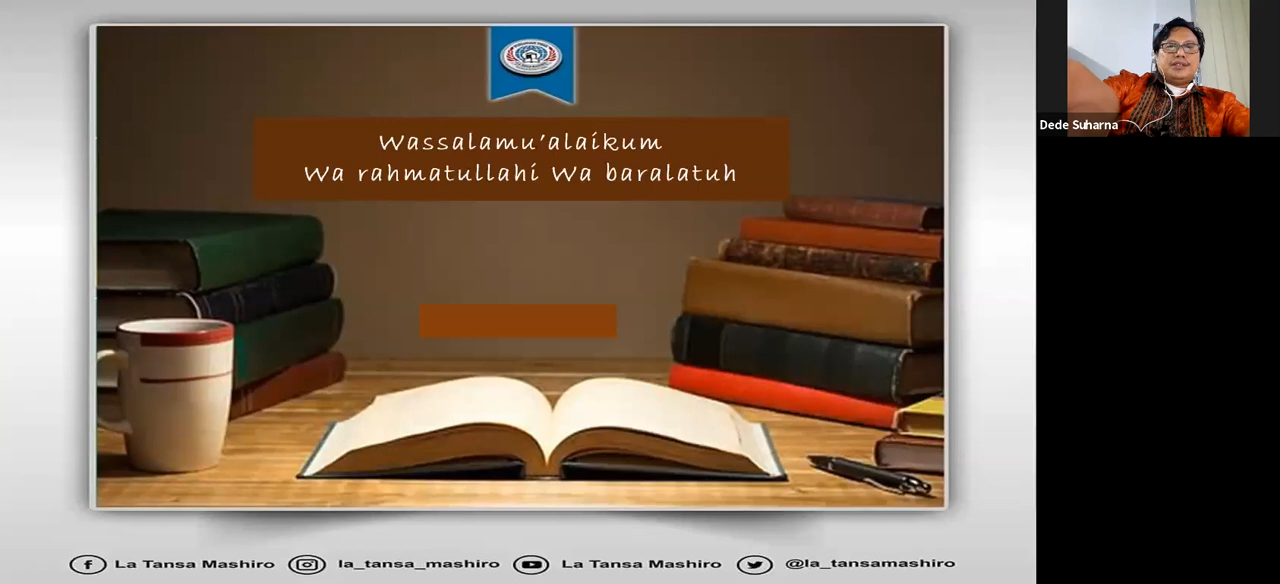 Wassalamu'alaikum
Wa rahmatullahi Wa baralatuh
Dede Suharna
La Tansa Mashiro la_tansa_mashiro La Tansa Mashiro @la_tansamashiro